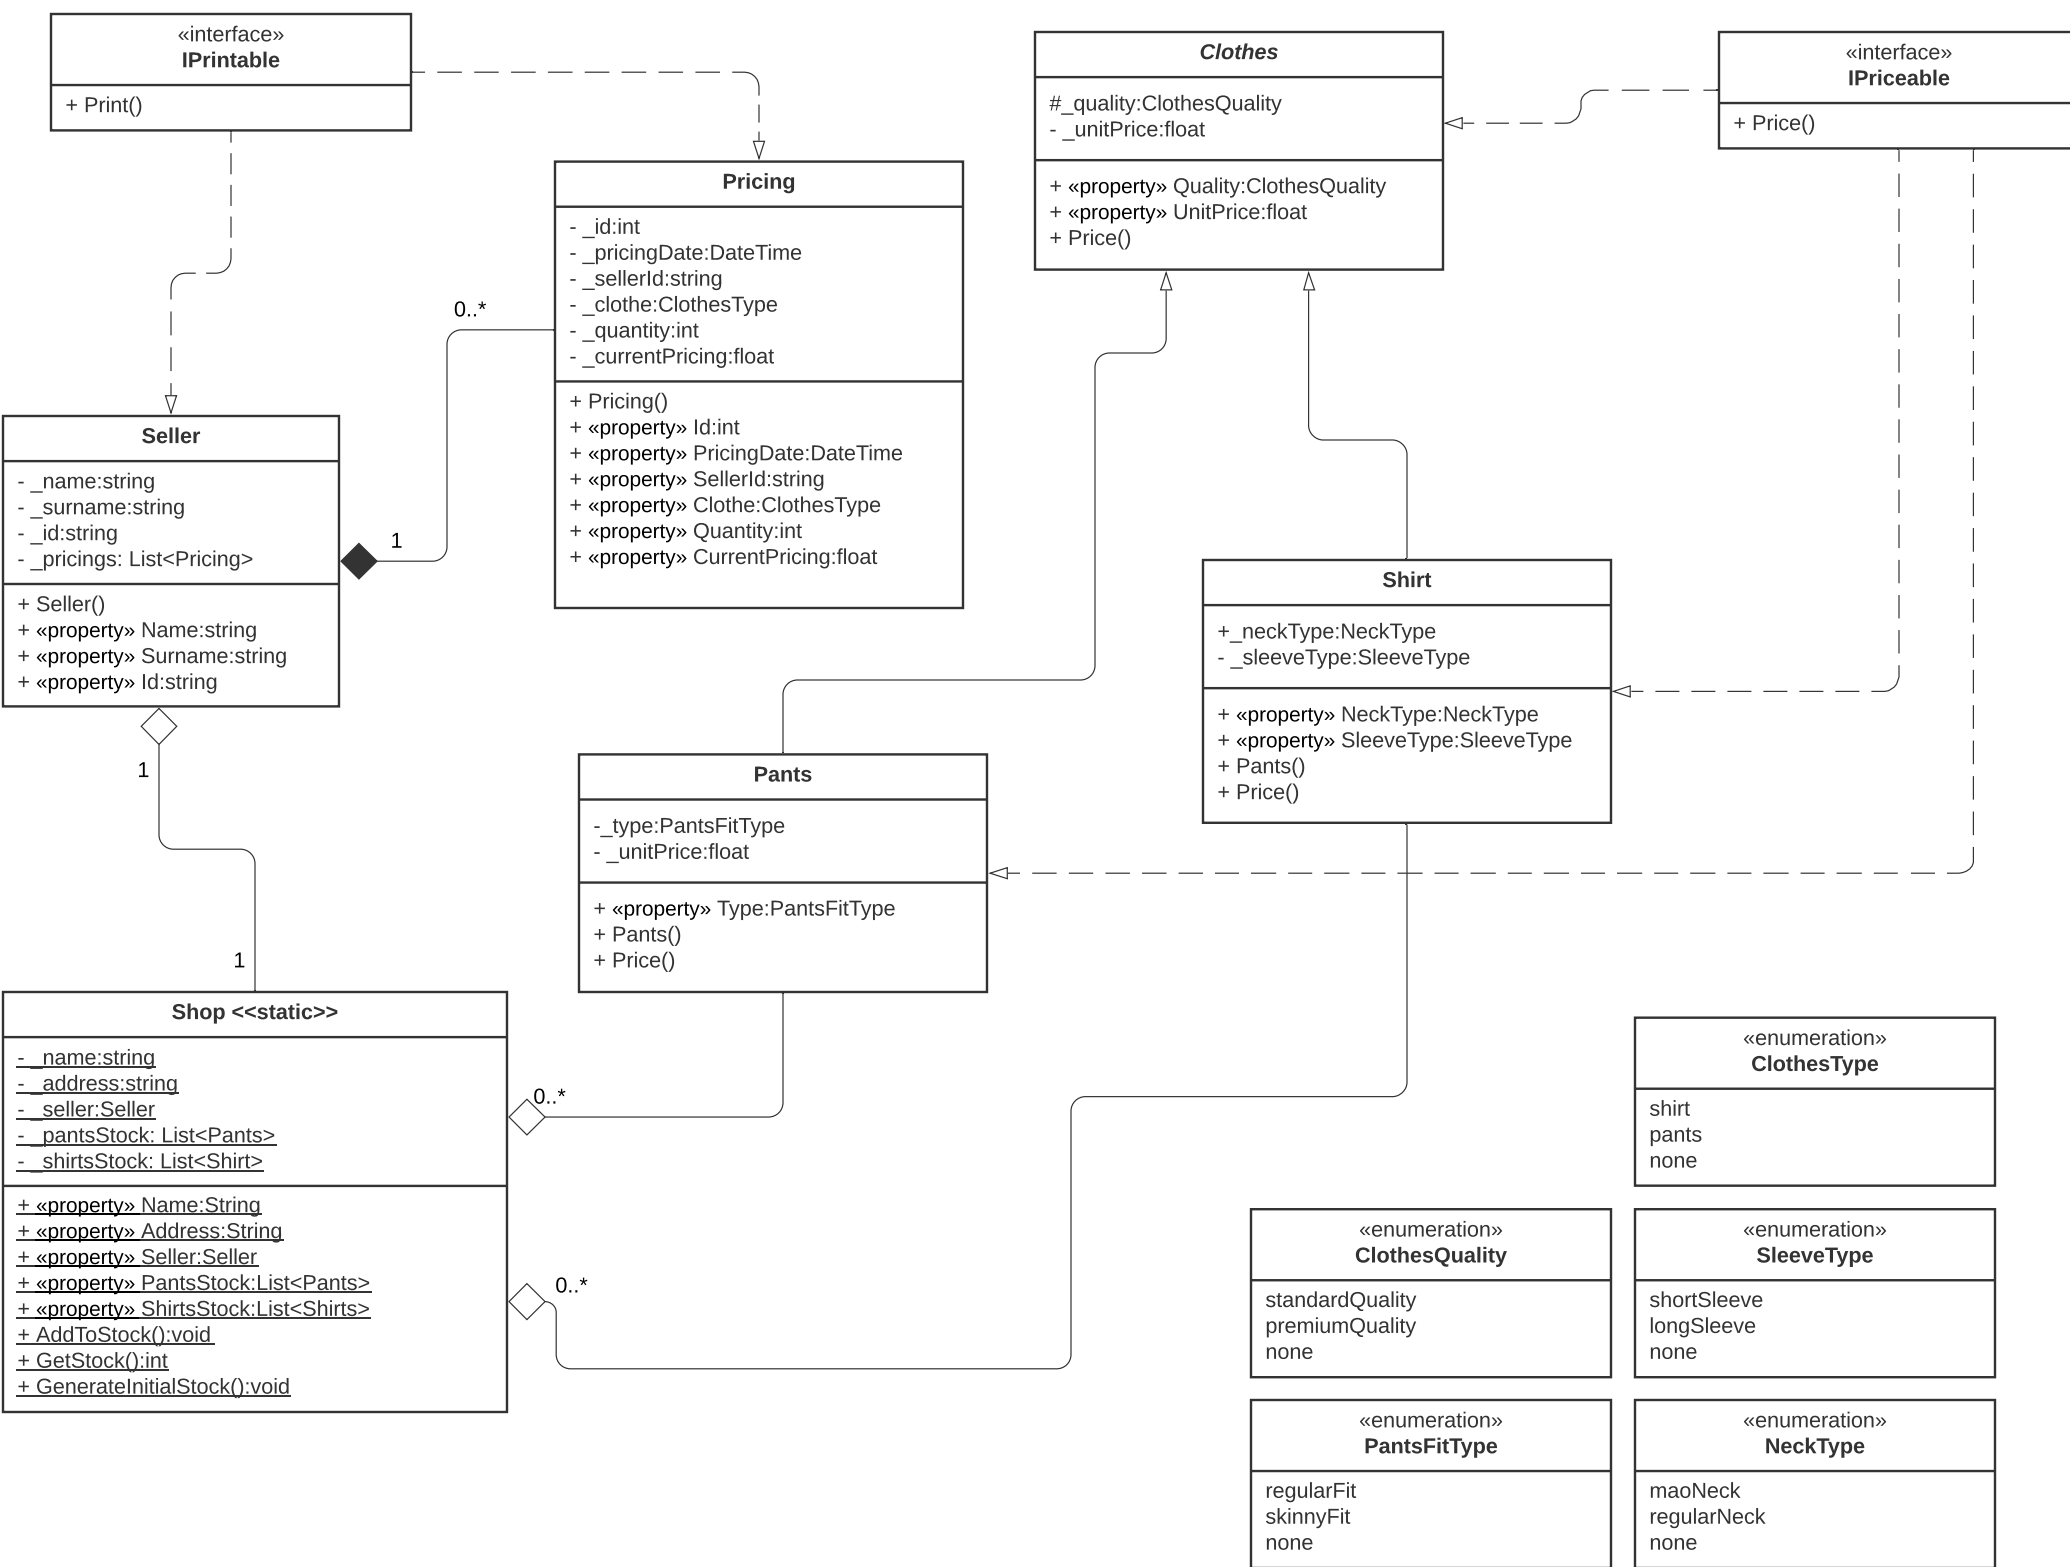 «interface»
IPrintable
+ Print()
Clothes
#_quality:ClothesQuality
- _unitPrice:float
+ «property» Quality:ClothesQuality
+ «property» UnitPrice:float
+ Price()
«interface»
IPriceable
+ Price()
Pricing
- _id:int
- _pricingDate:DateTime
- _sellerId:string
- _clothe:ClothesType
- _quantity:int
- _currentPricing:float
+ Pricing()
+ «property» Id:int
+ «property» PricingDate:DateTime
+ «property» SellerId:string
+ «property» Clothe:ClothesType
+ «property» Quantity:int
+ «property» CurrentPricing:float
0..*
1
Seller
- _name:string
- _surname:string
- _id:string
- _pricings: List<Pricing>
+ Seller()
+ «property» Name:string
+ «property» Surname:string
+ «property» Id:string
1
1
Shirt
+_neckType:NeckType
- _sleeveType:SleeveType
+ «property» NeckType:NeckType
+ «property» SleeveType:SleeveType
+ Pants()
+ Price()
Pants
-_type:PantsFitType
- _unitPrice:float
+ «property» Type:PantsFitType
+ Pants()
+ Price()
Shop <<static>>
- _name:string
- _address:string
- _seller:Seller
- _pantsStock: List<Pants>
- _shirtsStock: List<Shirt>
+ «property» Name:String
+ «property» Address:String
+ «property» Seller:Seller
+ «property» PantsStock:List<Pants>
+ «property» ShirtsStock:List<Shirts>
+ AddToStock():void
+ GetStock():int
+ GenerateInitialStock():void
0..*
0..*
«enumeration»
ClothesType
shirt
pants
none
«enumeration»
ClothesQuality
standardQuality
premiumQuality
none
«enumeration»
SleeveType
shortSleeve
longSleeve
none
«enumeration»
PantsFitType
regularFit
skinnyFit
none
«enumeration»
NeckType
maoNeck
regularNeck
none